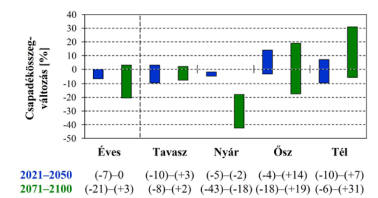 Csapadékösszeg-
változás [%]
40
30
20
10
0
-10
-20
-30
-40
-50
Éves Tavasz Nyár Ősz Tél
2021–2050 (-7)–0 (-10)–(+3) (-5)–(-2) (-4)–(+14) (-10)–(+7)
2071–2100 (-21)–(+3) (-8)–(+2) (-43)–(-18) (-18)–(+19) (-6)–(+31)